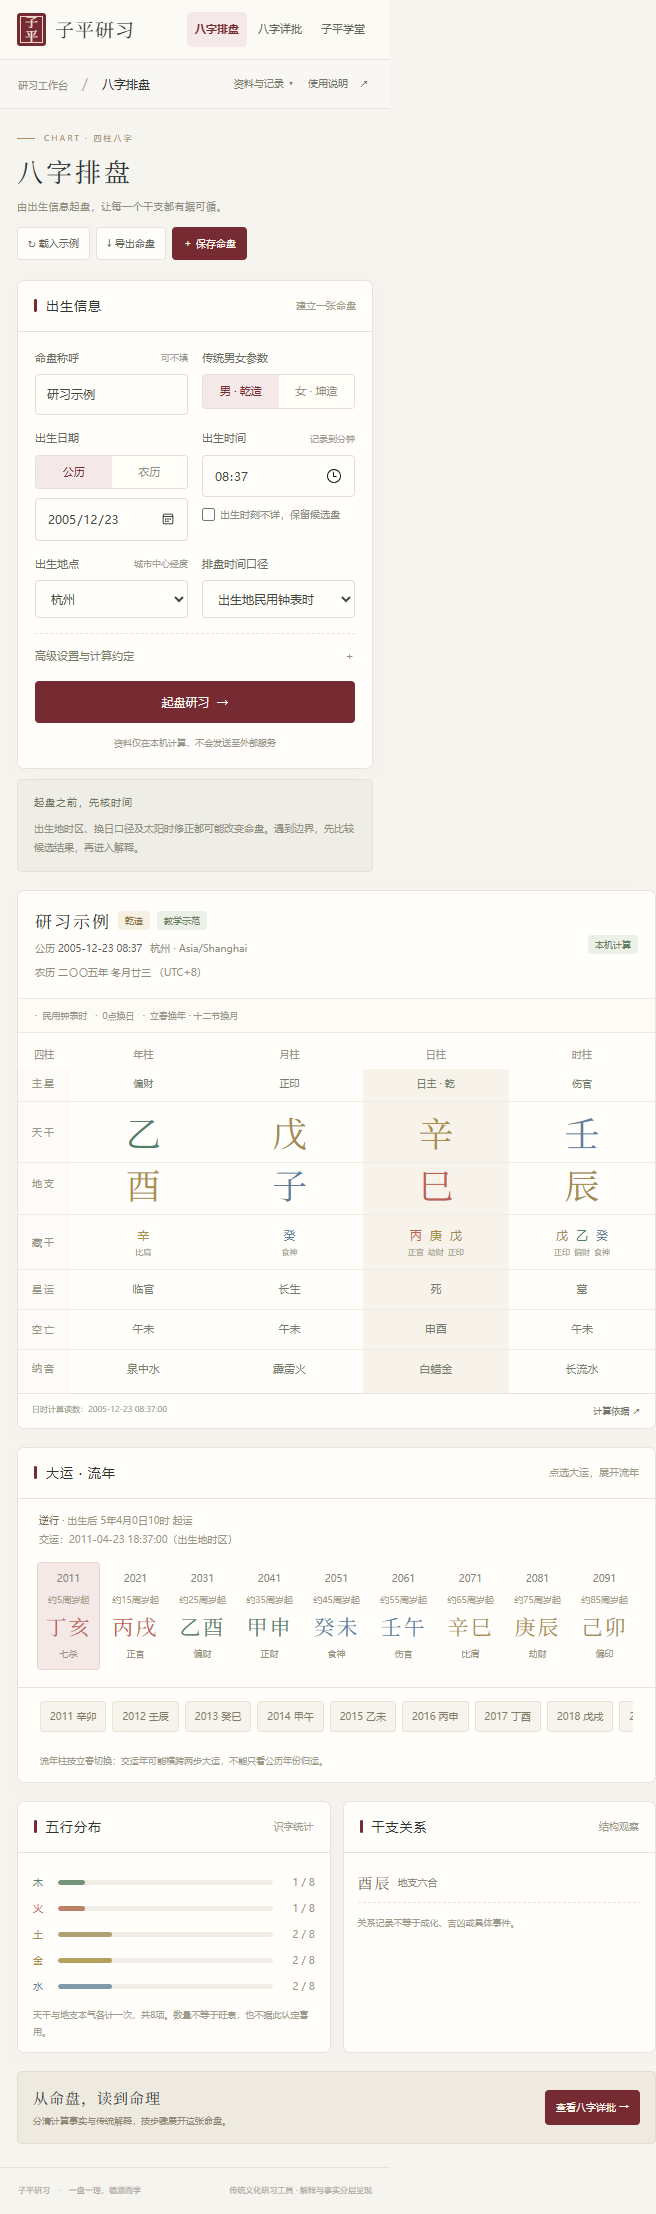 子平 子平研习 八字排盘 八字详批 子平学堂
研习工作台 / 八字排盘 资料与记录 ▾ 使用说明 ↗
CHART · 四柱八字
八字排盘
由出生信息起盘，让每一个干支都有据可循。
↻ 载入示例 ↓ 导出命盘 + 保存命盘
出生信息 建立一张命盘
命盘称呼 可不填 传统男女参数
研习示例 男 · 乾造 女 · 坤造
出生日期 出生时间 记录到分钟
公历 农历 08:37
2005/12/23 出生时刻不详，保留候选盘
出生地点 城市中心经度 排盘时间口径
杭州 出生地民用钟表时
高级设置与计算约定 +
起盘研习 →
资料仅在本机计算，不会发送至外部服务
起盘之前，先核时间
出生地时区、换日口径及太阳时修正都可能改变命盘。遇到边界，先比较
候选结果，再进入解释。
研习示例 乾造 教学示范
公历 2005-12-23 08:37 杭州 · Asia/Shanghai 本机计算
农历 二〇〇五年 冬月廿三 （UTC+8）
· 民用钟表时 · 0点换日 · 立春换年 · 十二节换月
四柱 年柱 月柱 日柱 时柱
主星 偏财 正印 日主 · 乾 伤官
天干 乙 戊 辛 壬
地支 酉 子 巳 辰
藏干 辛 癸 丙 庚 戊 戊 乙 癸
比肩 食神 正官 劫财 正印 正印 偏财 食神
星运 临官 长生 死 墓
空亡 午未 午未 申酉 午未
纳音 泉中水 霹雳火 白蜡金 长流水
日时计算读数：2005-12-23 08:37:00 计算依据 ↗
大运 · 流年 点选大运，展开流年
逆行 · 出生后 5年4月0日10时 起运
交运：2011-04-23 18:37:00（出生地时区）
2011 2021 2031 2041 2051 2061 2071 2081 2091
约5周岁起 约15周岁起 约25周岁起 约35周岁起 约45周岁起 约55周岁起 约65周岁起 约75周岁起 约85周岁起
丁亥 丙戌 乙酉 甲申 癸未 壬午 辛巳 庚辰 己卯
七杀 正官 偏财 正财 食神 伤官 比肩 劫财 偏印
2011 辛卯 2012 壬辰 2013 癸巳 2014 甲午 2015 乙未 2016 丙申 2017 丁酉 2018 戊戌
流年柱按立春切换；交运年可能横跨两步大运，不能只看公历年份归运。
五行分布 识字统计 干支关系 结构观察
木 1 / 8 酉辰 地支六合
火 1 / 8
土 2 / 8 关系记录不等于成化、吉凶或具体事件。
金 2 / 8
水 2 / 8
天干与地支本气各计一次，共8项。数量不等于旺衰，也不据此认定喜
用。
从命盘，读到命理
分清计算事实与传统解释，按步骤展开这张命盘。 查看八字详批 →
子平研习 · 一盘一理，循源而学 传统文化研习工具 · 解释与事实分层呈现